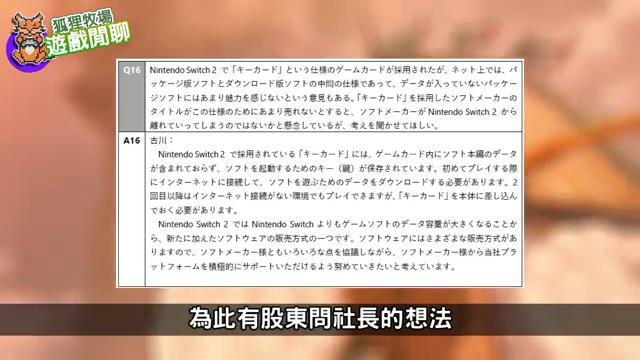 狐狸牧場
遊戲閒聊
Q16
Nintendo Switch 2 で「キーカード」という仕様のゲームカードが採用されたが、ネット上では、パ
ッケージ版ソフトとダウンロード版ソフトの中間の仕様であって、データが入っていないパッケー
ジソフトにはあまり魅力を感じないという意見もある。「キーカード」を採用したソフトメーカーの
タイトルがこの仕様のためにあまり売れないとすると、ソフトメーカーが Nintendo Switch 2 から
離れていってしまうのではないかと懸念しているが、考えを聞かせてほしい。
A16
古川：
Nintendo Switch 2 で採用されている「キーカード」には、ゲームカード内にソフト本編のデータ
が含まれておらず、ソフトを起動するためのキー（鍵）が保存されています。初めてプレイする際
にインターネットに接続して、ソフトを遊ぶためのデータをダウンロードする必要があります。2
回目以降はインターネット接続がない環境でもプレイできますが、「キーカード」を本体に差し込ん
でおく必要があります。
Nintendo Switch 2 では Nintendo Switch よりもゲームソフトのデータ容量が大きくなることか
ら、新たに加えたソフトウェアの販売方式の一つです。ソフトウェアにはさまざまな販売方式があ
りますので、ソフトメーカー様ともいろいろな点を協議しながら、ソフトメーカー様から当社プラ
ットフォームを積極的にサポートいただけるよう努めていきたいと考えています。
為此有股東問社長的想法